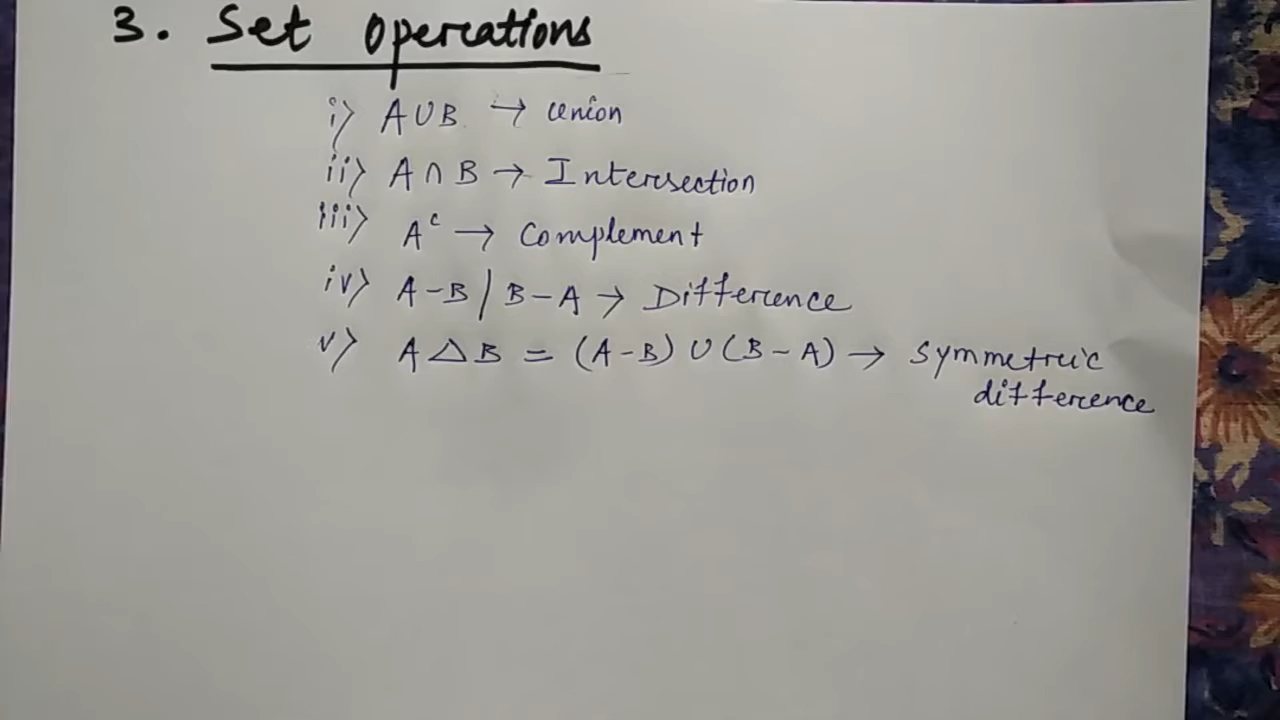 3. Set operations
i) A∪B → Union
ii) A∩B → Intersection
iii) Aᶜ → Complement
iv) A-B / B-A → Difference
v) A△B = (A-B)∪(B-A) → Symmetric
difference